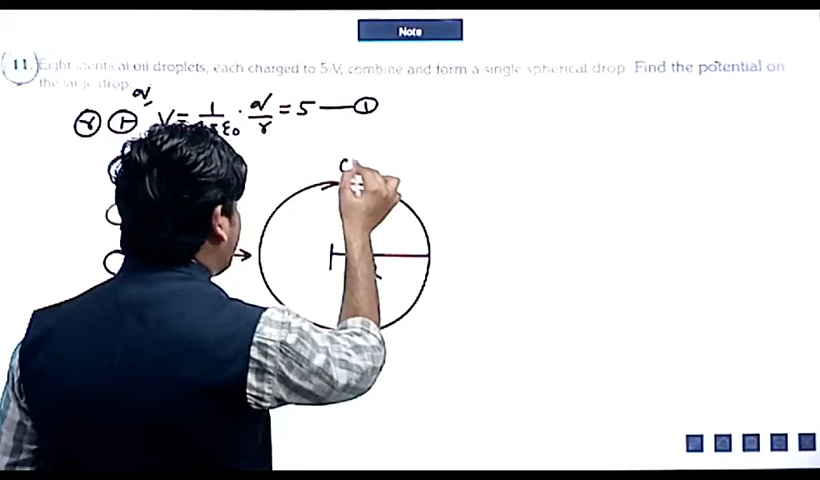 Note
11. Eight identical oil droplets, each charged to 5 V, combine and form a single spherical drop. Find the potential on
the large drop.
q
r r V = 1/ε₀ · q/r = 5 — ①